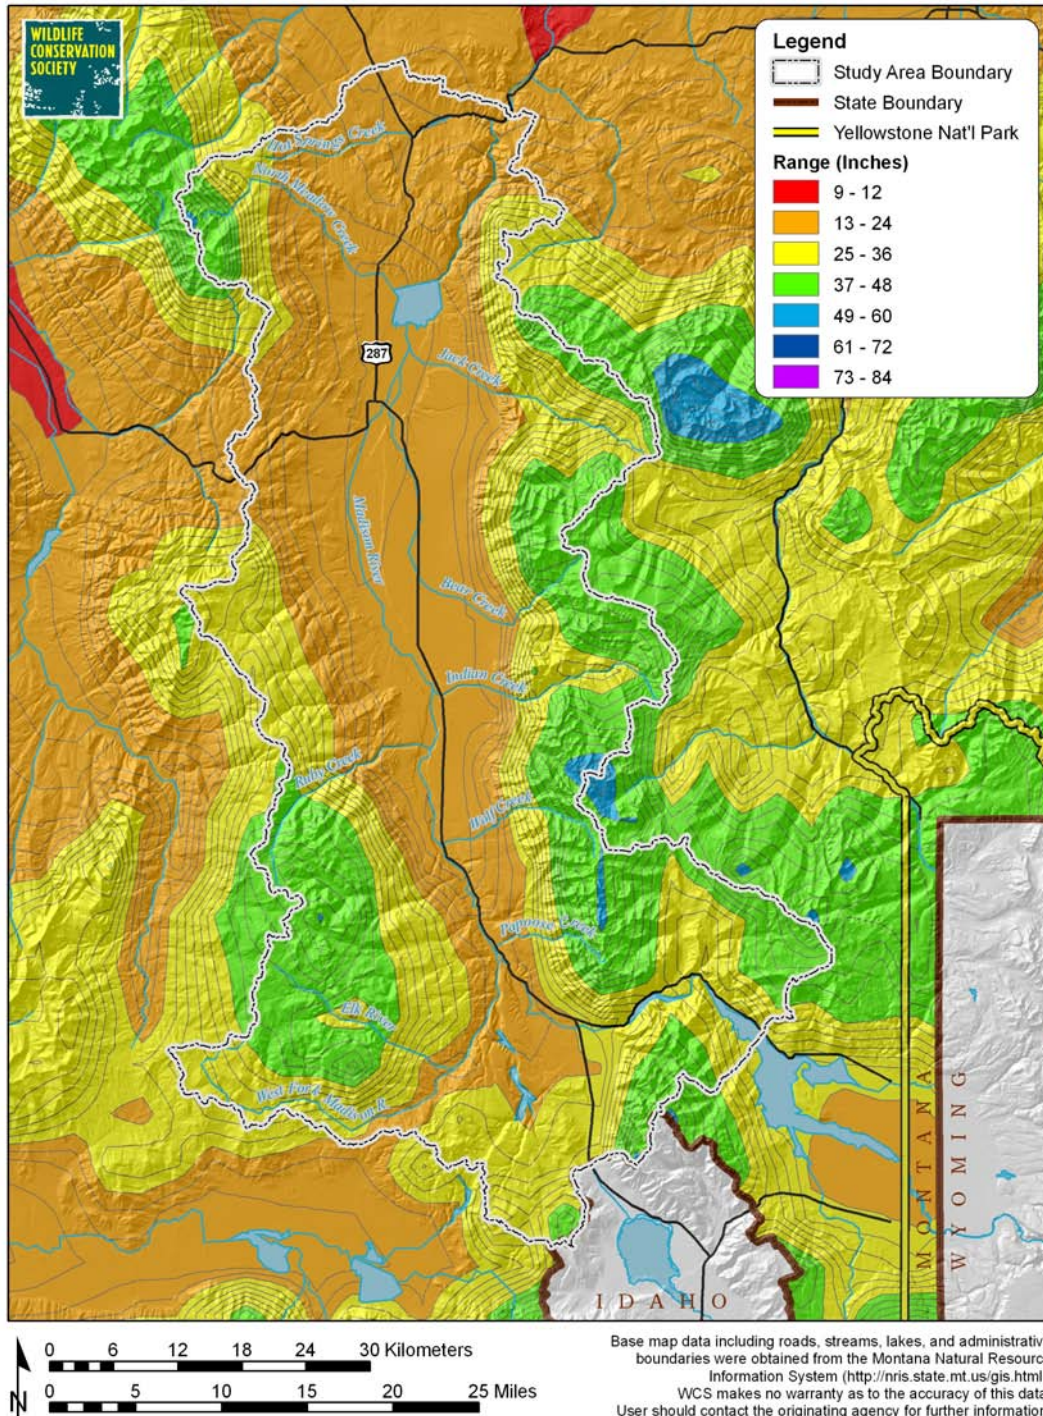 WILDLIFE
CONSERVATION
SOCIETY
Legend
Study Area Boundary
State Boundary
Yellowstone Nat'l Park
Range (Inches)
9 - 12
13 - 24
25 - 36
37 - 48
49 - 60
61 - 72
73 - 84
Hot Springs Creek
North Meadow Creek
287
Jack Creek
Madison River
Bear Creek
Indian Creek
Ruby Creek
Wolf Creek
Papoose Creek
Elk River
West Fork Madison R.
MONTANA
WYOMING
IDAHO
N
0 6 12 18 24 30 Kilometers
0 5 10 15 20 25 Miles
Base map data including roads, streams, lakes, and administrativ
boundaries were obtained from the Montana Natural Resourc
Information System (http://nris.state.mt.us/gis.html
WCS makes no warranty as to the accuracy of this data
User should contact the originating agency for further information